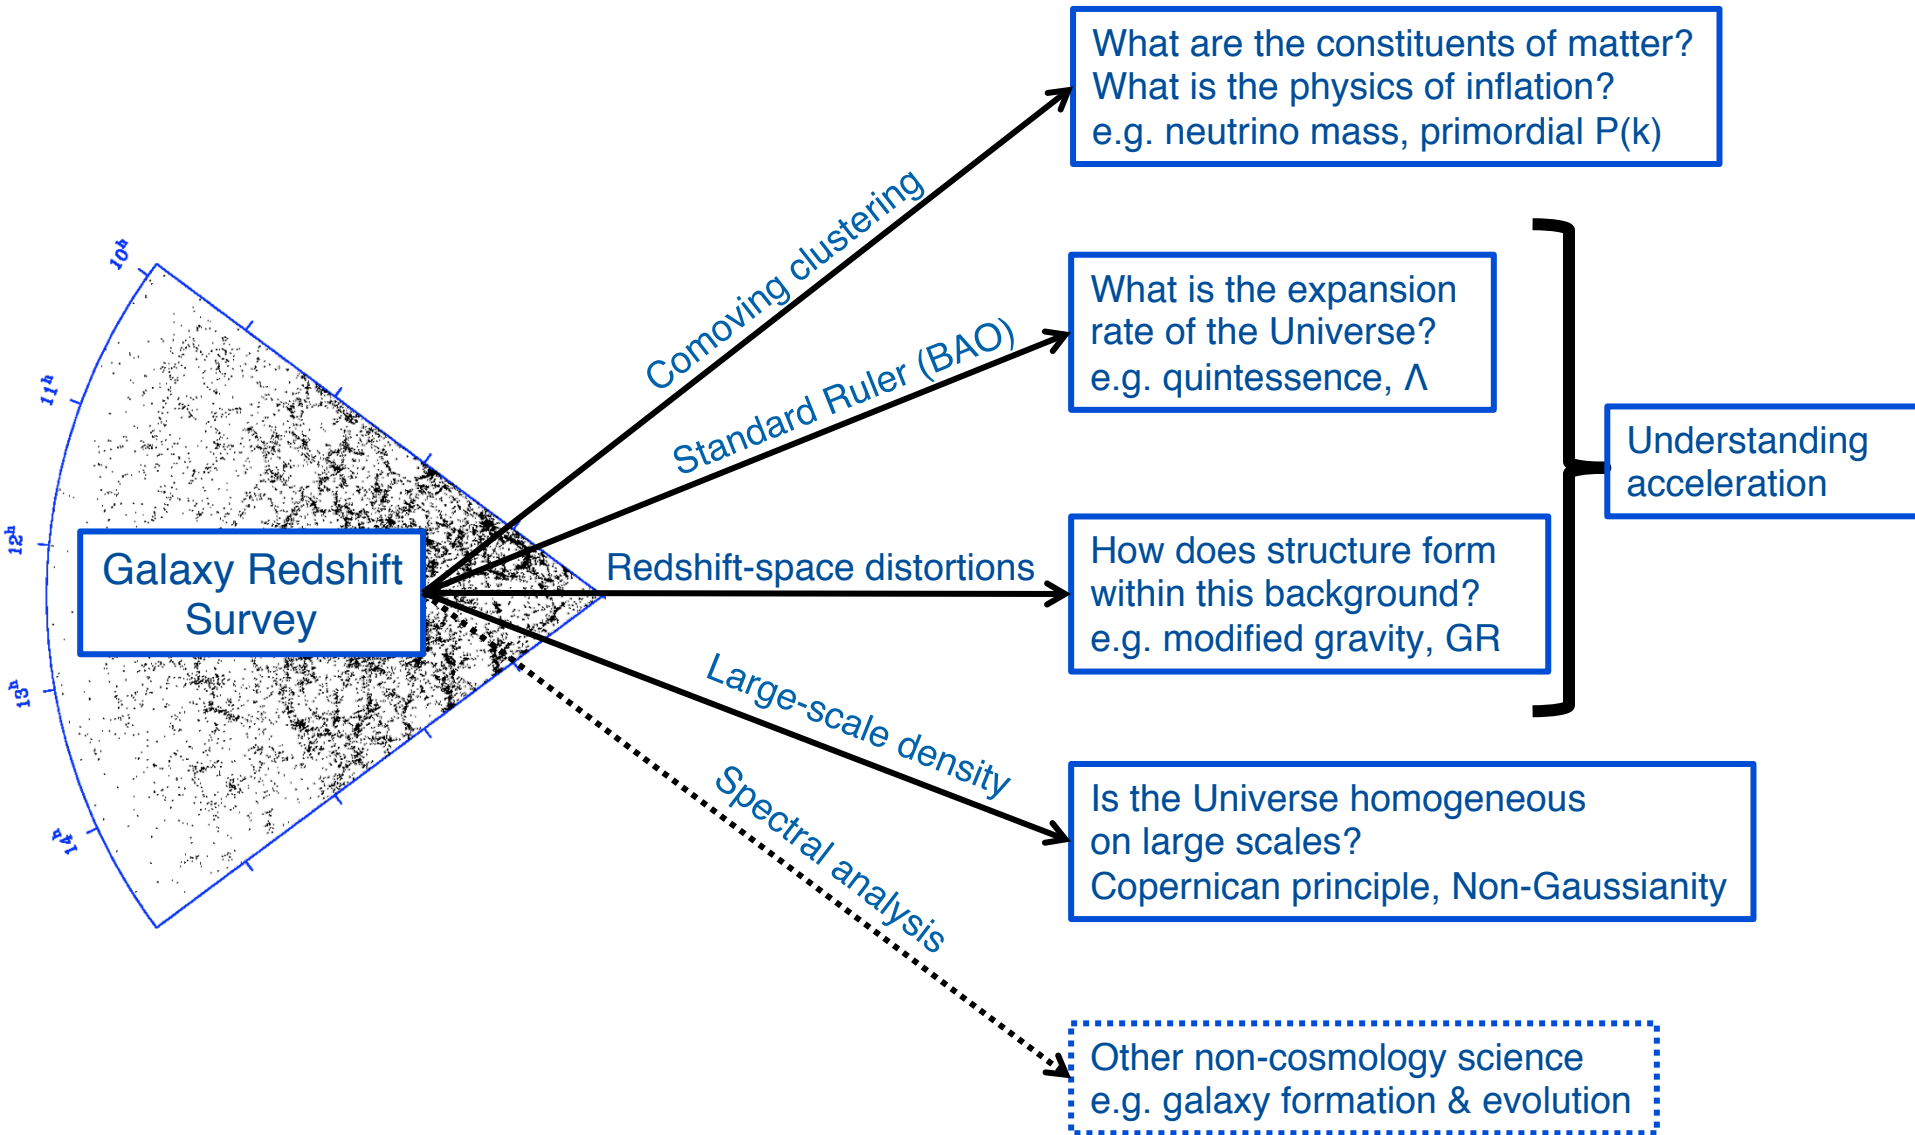 What are the constituents of matter?
What is the physics of inflation?
e.g. neutrino mass, primordial P(k)
Comoving clustering
10ʰ
What is the expansion
rate of the Universe?
e.g. quintessence, Λ
Standard Ruler (BAO)
11ʰ
Understanding
acceleration
12ʰ
Galaxy Redshift
Survey
Redshift-space distortions
How does structure form
within this background?
e.g. modified gravity, GR
13ʰ
Large-scale density
Is the Universe homogeneous
on large scales?
Copernican principle, Non-Gaussianity
14ʰ
Spectral analysis
Other non-cosmology science
e.g. galaxy formation & evolution